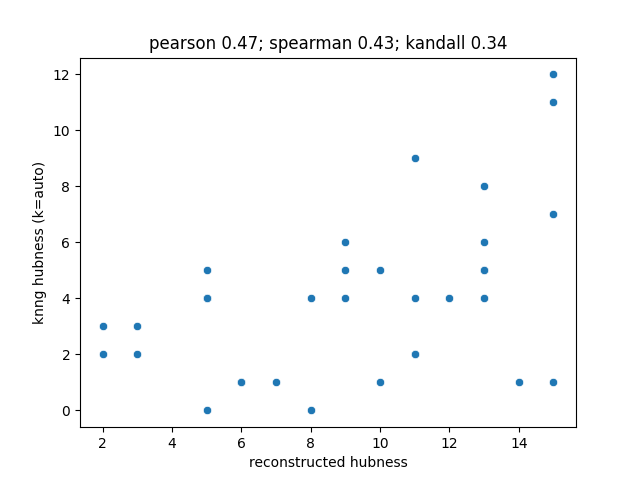 pearson 0.47; spearman 0.43; kandall 0.34
12
10
8
6
4
2
0
knng hubness (k=auto)
2 4 6 8 10 12 14
reconstructed hubness